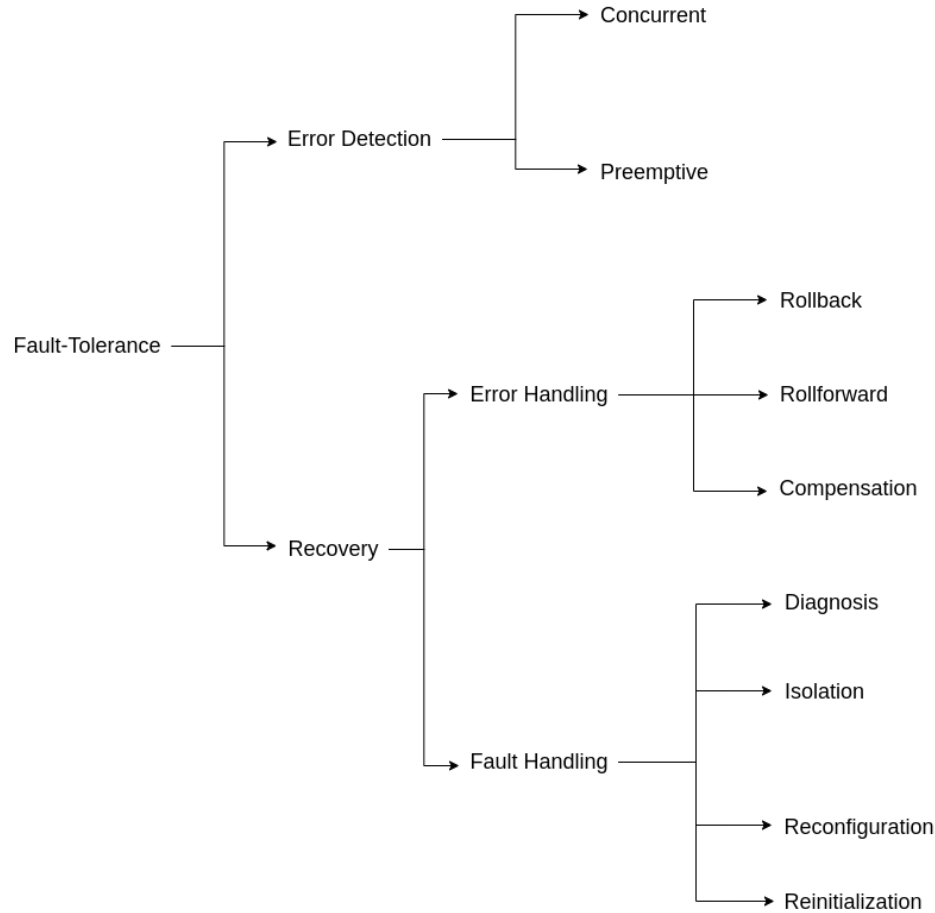 Concurrent
Error Detection
Preemptive
Rollback
Fault-Tolerance
Error Handling
Rollforward
Compensation
Recovery
Diagnosis
Isolation
Fault Handling
Reconfiguration
Reinitialization